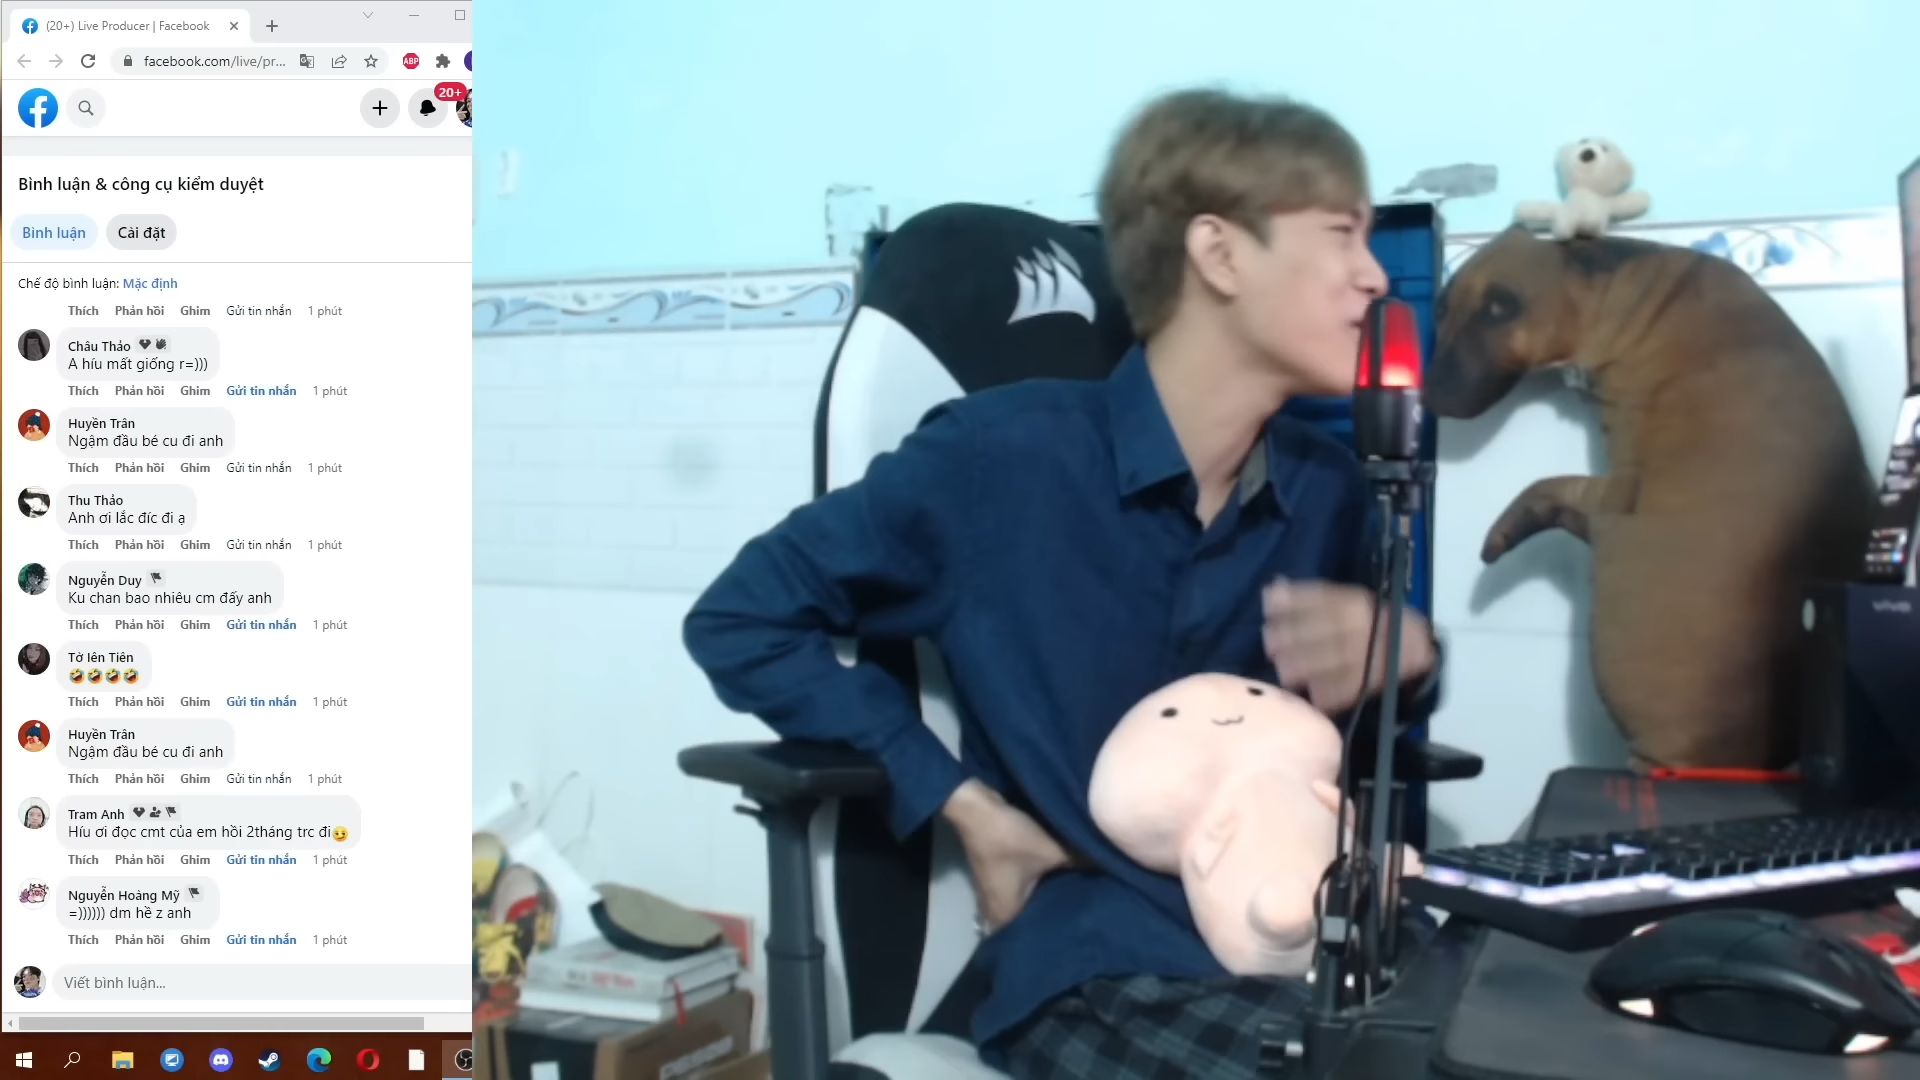 (20+) Live Producer | Facebook
facebook.com/live/pr...
ABP
20+
Bình luận & công cụ kiểm duyệt
Bình luận
Cài đặt
Chế độ bình luận: Mặc định
Thích Phản hồi Ghim Gửi tin nhắn 1 phút
Châu Thảo
A híu mất giống r=)))
Thích Phản hồi Ghim Gửi tin nhắn 1 phút
Huyền Trân
Ngậm đầu bé cu đi anh
Thích Phản hồi Ghim Gửi tin nhắn 1 phút
Thu Thảo
Anh ơi lắc đíc đi ạ
Thích Phản hồi Ghim Gửi tin nhắn 1 phút
Nguyễn Duy
Ku chan bao nhiêu cm đấy anh
Thích Phản hồi Ghim Gửi tin nhắn 1 phút
Tờ Iên Tiên
🤣🤣🤣🤣
Thích Phản hồi Ghim Gửi tin nhắn 1 phút
Huyền Trân
Ngậm đầu bé cu đi anh
Thích Phản hồi Ghim Gửi tin nhắn 1 phút
Tram Anh
Híu ơi đọc cmt của em hồi 2tháng trc đi😏
Thích Phản hồi Ghim Gửi tin nhắn 1 phút
Nguyễn Hoàng Mỹ
=)))))) dm hề z anh
Thích Phản hồi Ghim Gửi tin nhắn 1 phút
Viết bình luận...
vivo